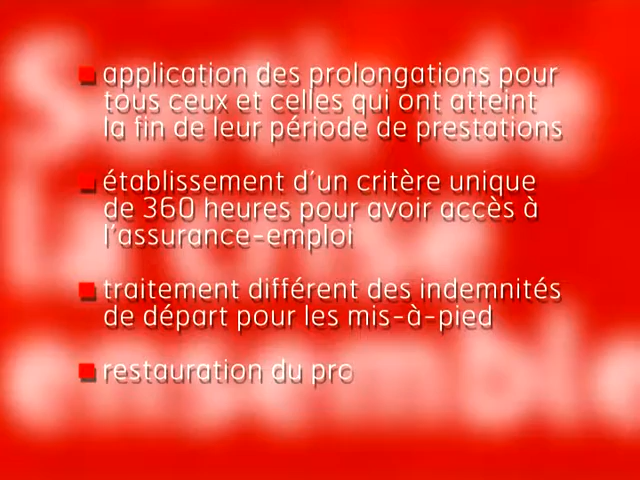 application des prolongations pour
tous ceux et celles qui ont atteint
la fin de leur période de prestations
établissement d'un critère unique
de 360 heures pour avoir accès à
l'assurance-emploi
traitement différent des indemnités
de départ pour les mis-à-pied
restauration du pro